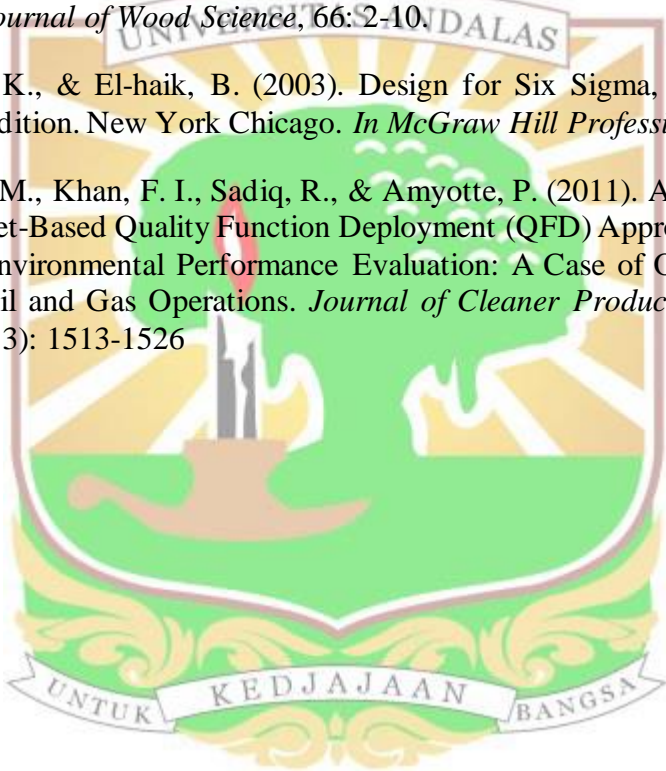 ournal of Wood Science, 66: 2-10.
UNIVERSITAS ANDALAS
K., & El-haik, B. (2003). Design for Six Sigma,
dition. New York Chicago. In McGraw Hill Professi
M., Khan, F. I., Sadiq, R., & Amyotte, P. (2011). A
et-Based Quality Function Deployment (QFD) Appro
nvironmental Performance Evaluation: A Case of O
il and Gas Operations. Journal of Cleaner Produc
3): 1513-1526
UNTUK KEDJAJAAN BANGSA